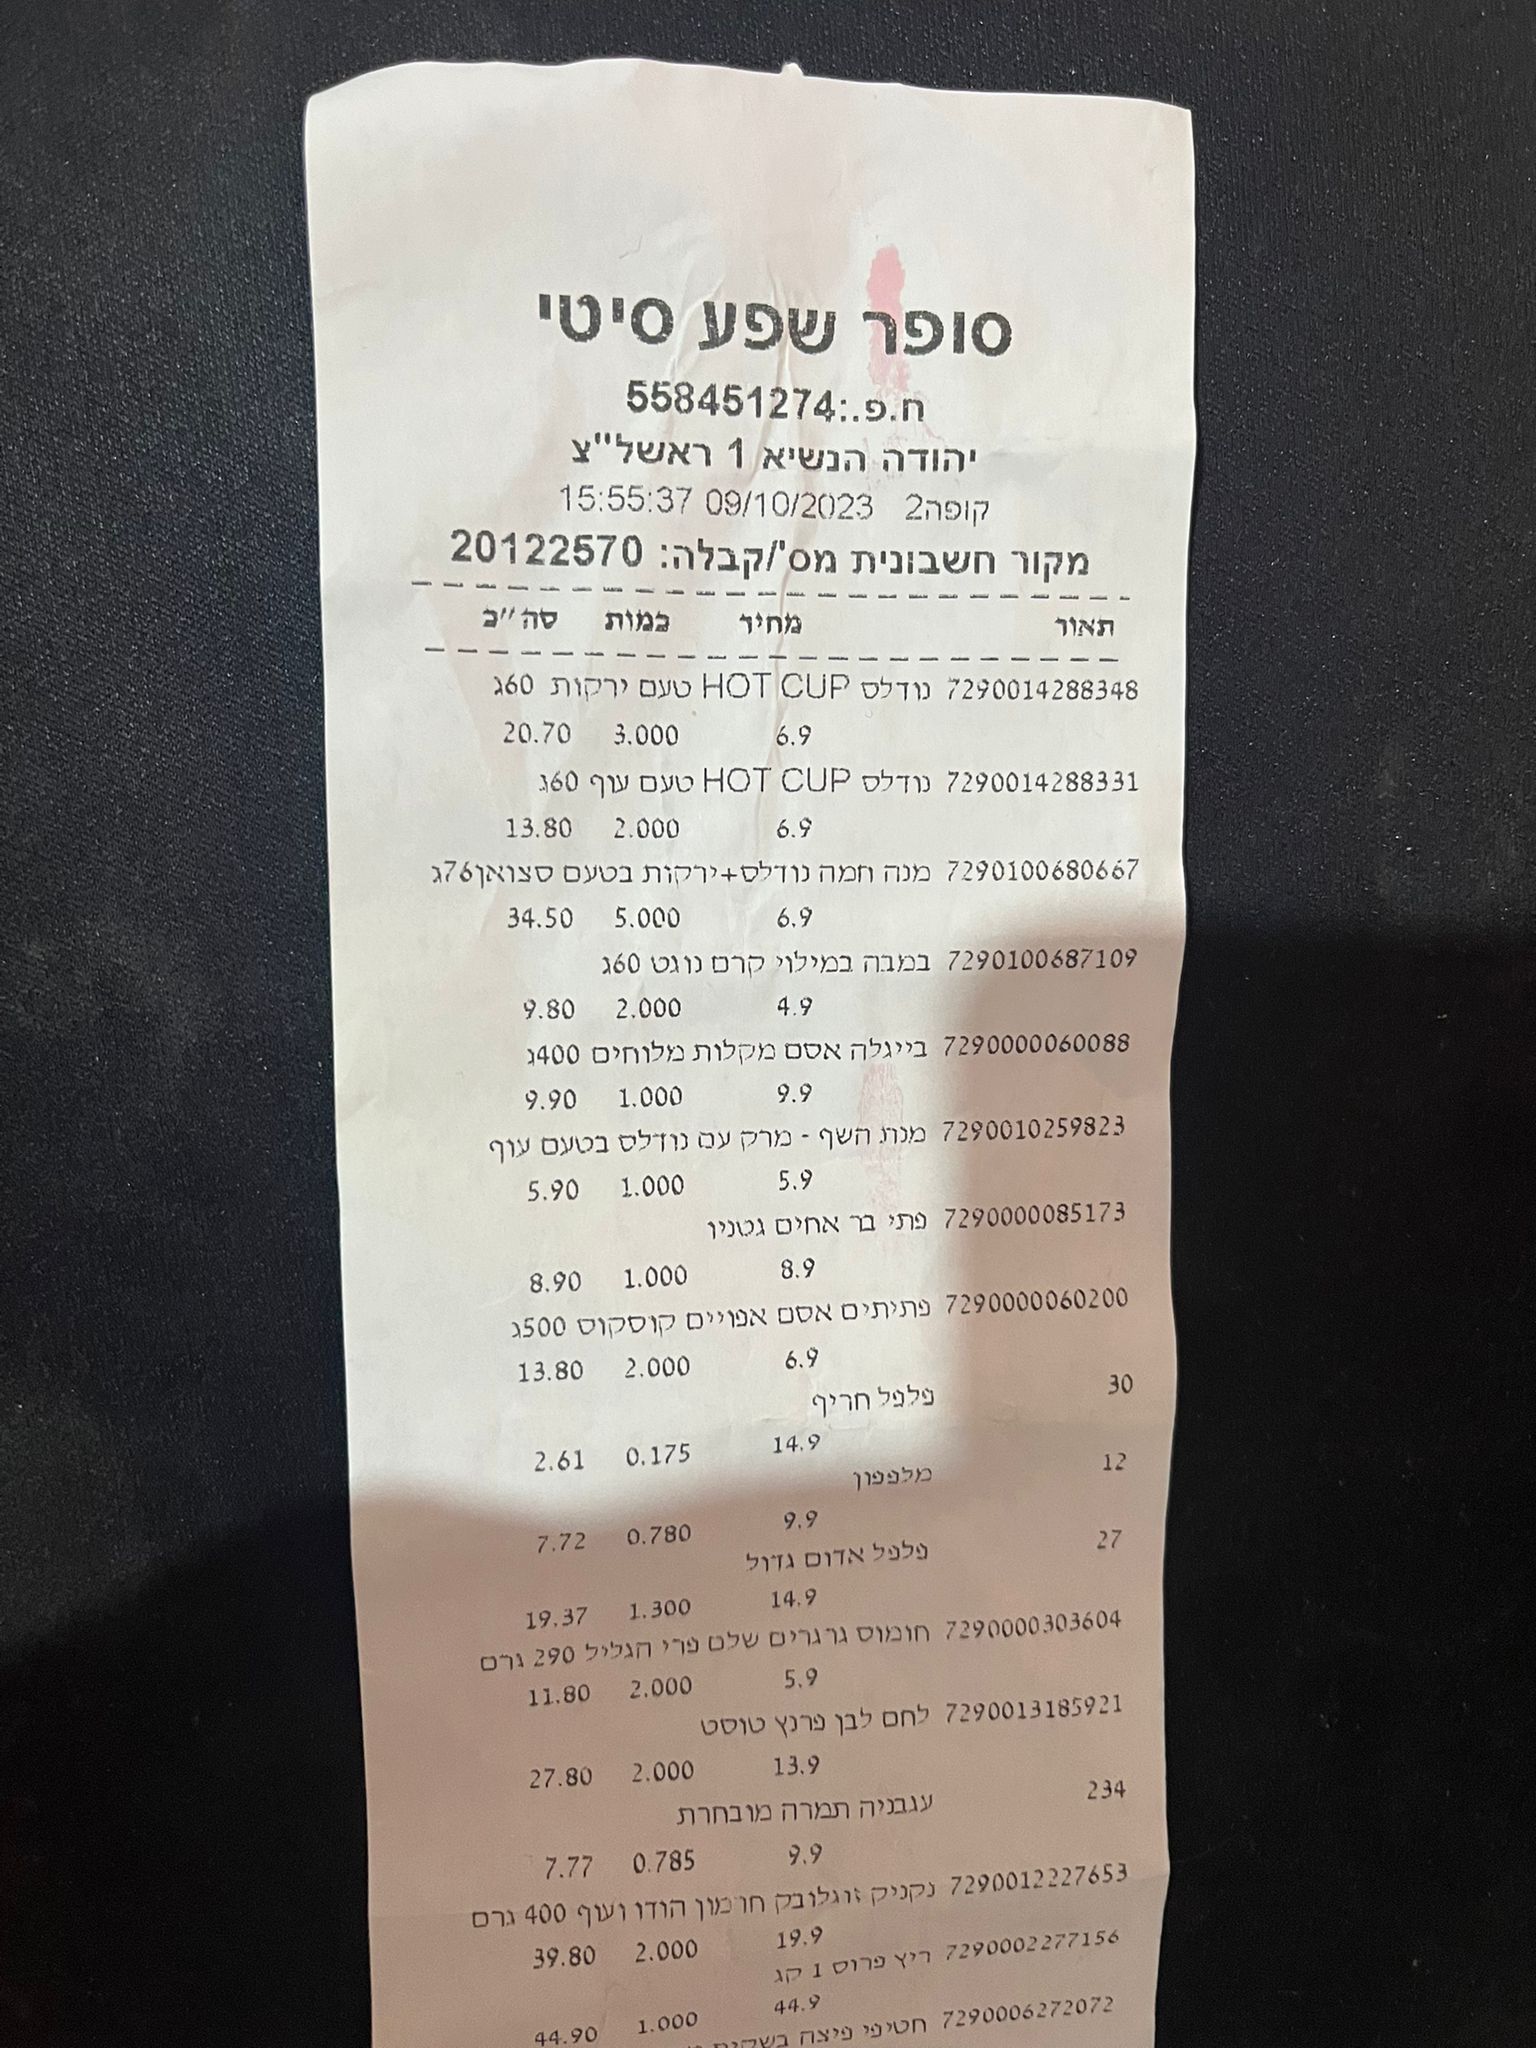 סופר שפע סיטי
ח.פ.:558451274
יהודה הנשיא 1 ראשל"צ
קופה2 09/10/2023 15:55:37
מקור חשבונית מס'/קבלה: 20122570
תאור מחיר כמות סה"כ
7290014288348 נודלס HOT CUP טעם ירקות 60ג
6.9 3.000 20.70
7290014288331 נודלס HOT CUP טעם עוף 60ג
6.9 2.000 13.80
7290100680667 מנה חמה נודלס+ירקות בטעם סצואן76ג
6.9 5.000 34.50
7290100687109 במבה במילוי קרם נוגט 60ג
4.9 2.000 9.80
7290000060088 בייגלה אסם מקלות מלוחים 400ג
9.9 1.000 9.90
7290010259823 מנת השף - מרק עם נודלס בטעם עוף
5.9 1.000 5.90
7290000085173 פתי בר אחים גטניו
8.9 1.000 8.90
7290000060200 פתיתים אסם אפויים קוסקוס 500ג
6.9 2.000 13.80
30 פלפל חריף
14.9 0.175 2.61
12 מלפפון
9.9 0.780 7.72
27 פלפל אדום גדול
14.9 1.300 19.37
7290000303604 חומוס גרגרים שלם פרי הגליל 290 גרם
5.9 2.000 11.80
7290013185921 לחם לבן פרנץ טוסט
13.9 2.000 27.80
234 עגבניה תמרה מובחרת
9.9 0.785 7.77
7290012227653 נקניק זוגלובק חרמון הודו ועוף 400 גרם
19.9 2.000 39.80
7290002277156 ריץ פרוס 1 קג
44.9 1.000 44.90
7290006272072 חטיפי פיצה בשקית